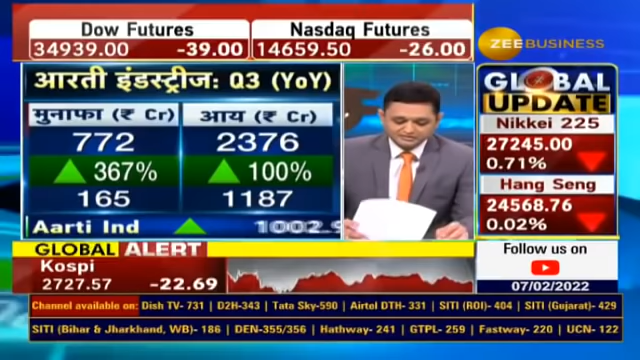 Dow Futures
34939.00 -39.00
Nasdaq Futures
14659.50 -26.00
ZEE BUSINESS
आरती इंडस्ट्रीज: Q3 (YoY)
मुनाफा (₹ Cr) आय (₹ Cr)
772 2376
367% 100%
165 1187
Aarti Ind
GLOBAL
UPDATE
Nikkei 225
27245.00
0.71%
Hang Seng
24568.76
0.02%
GLOBAL ALERT
Kospi
2727.57 -22.69
Follow us on
07/02/2022
Channel available on: Dish TV- 731 | D2H-343 | Tata Sky-590 | Airtel DTH- 331 | SITI (ROI)- 404 | SITI (Gujarat)- 429
SITI (Bihar & Jharkhand, WB)- 186 | DEN-355/356 | Hathway- 241 | GTPL- 259 | Fastway- 220 | UCN- 122